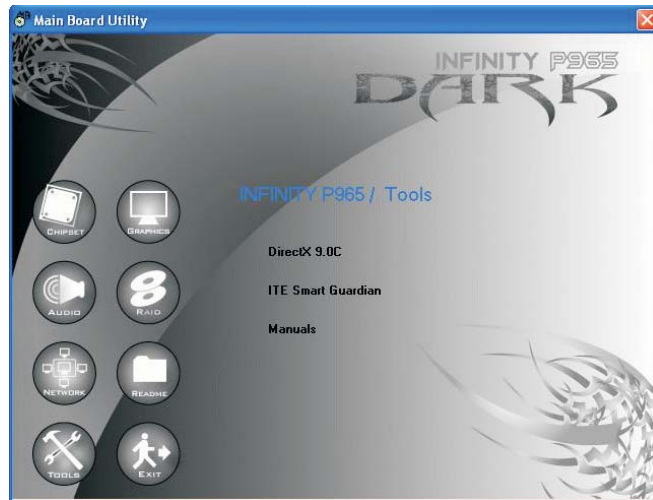 Main Board Utility
INFINITY P965
DARK
INFINITY P965 / Tools
CHIPSET
GRAPHICS
DirectX 9.0C
AUDIO
RAID
ITE Smart Guardian
Manuals
NETWORK
README
TOOLS
EXIT